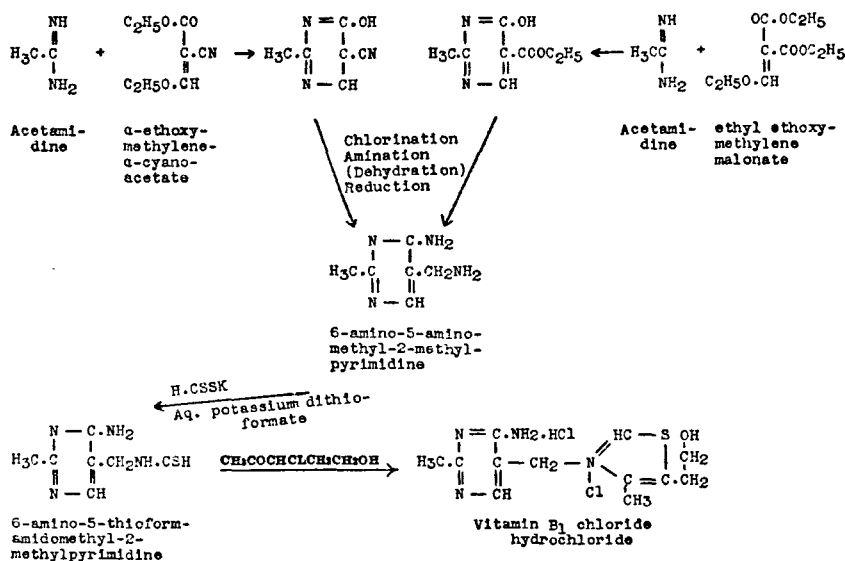 NH
H3C.C
NH2
+
C2H5O.CO
C.CN
C2H5O.CH
N = C.OH
H3C.C
C.CN
N — CH
N = C.OH
H3C.C
C.COOC2H5
N — CH
NH
H3C.C
NH2
+
OC.OC2H5
C.COOC2H5
C2H5O.CH
Acetami-
dine
α-ethoxy-
methylene-
α-cyano-
acetate
Chlorination
Amination
(Dehydration)
Reduction
Acetami-
dine
ethyl ethoxy-
methylene
malonate
N — C.NH2
H3C.C
C.CH2NH2
N — CH
6-amino-5-amino-
methyl-2-methyl-
pyrimidine
H.CSSK
Aq. potassium dithio-
formate
N — C.NH2
H3C.C
C.CH2NH.CSH
N — CH
6-amino-5-thioform-
amidomethyl-2-
methylpyrimidine
CH3COCHCLCH2CH2OH
N = C.NH2.HCl
H3C.C
C — CH2 — N
N — CH
HC — S
OH
CH2
C — C — CH2
Cl
CH3
Vitamin B1 chloride
hydrochloride